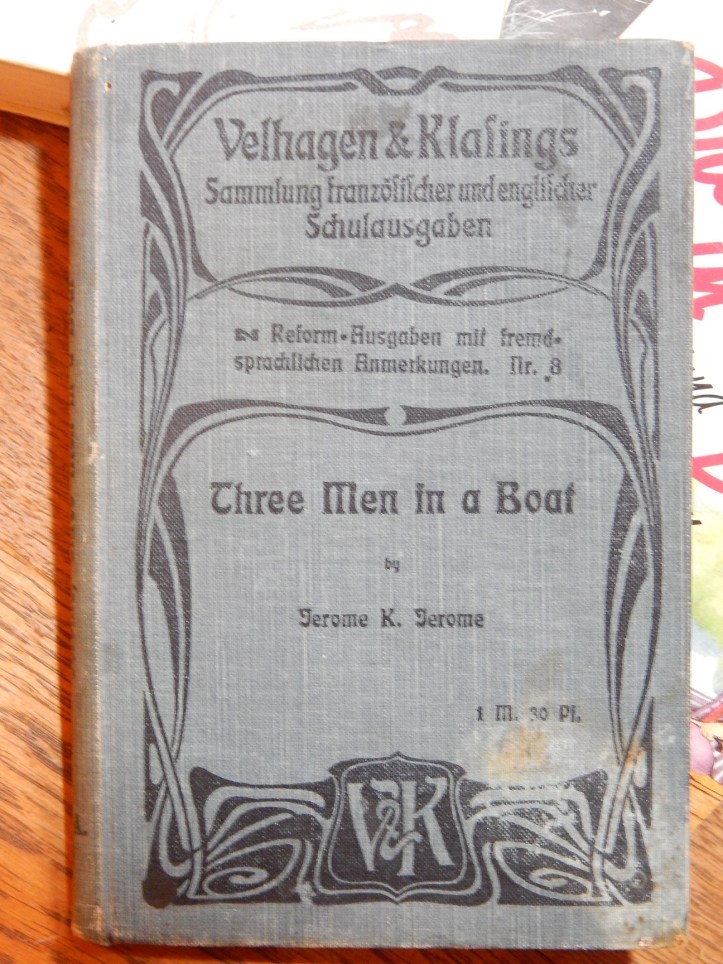 Velhagen & Klaſings
Sammlung franzöſiſcher und engliſcher
Schulausgaben
Reform-Ausgaben mit fremd-
sprachlichen Anmerkungen. Nr. 8
Three Men in a Boat
by
Jerome K. Jerome
1 M. 30 Pf.
V & K